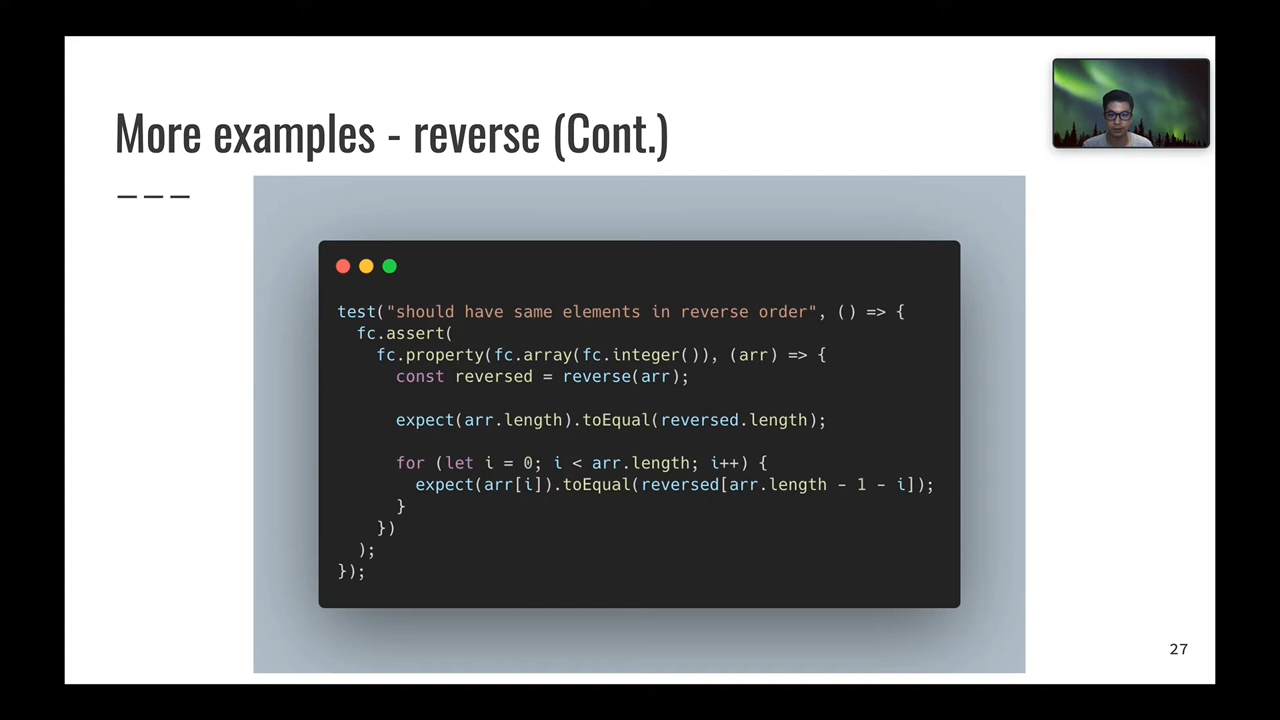 More examples - reverse (Cont.)
test("should have same elements in reverse order", () => {
  fc.assert(
    fc.property(fc.array(fc.integer()), (arr) => {
      const reversed = reverse(arr);
      expect(arr.length).toEqual(reversed.length);
      for (let i = 0; i < arr.length; i++) {
        expect(arr[i]).toEqual(reversed[arr.length - 1 - i]);
      }
    })
  );
});
27